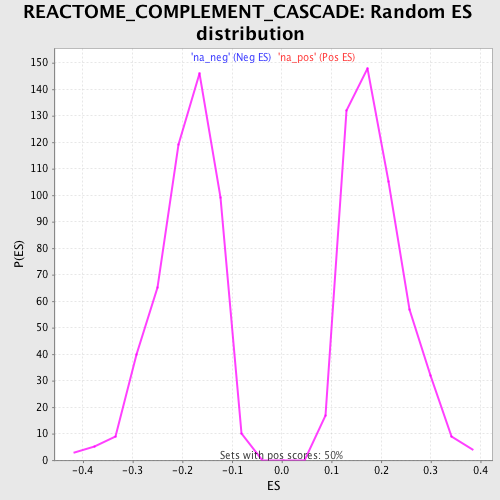 REACTOME_COMPLEMENT_CASCADE: Random ES
distribution
'na_neg' (Neg ES) 'na_pos' (Pos ES)
150
140
130
120
110
100
90
80
70
60
50
40
30
20
10
0
P(ES)
Sets with pos scores: 50%
-0.4 -0.3 -0.2 -0.1 0.0 0.1 0.2 0.3 0.4
ES